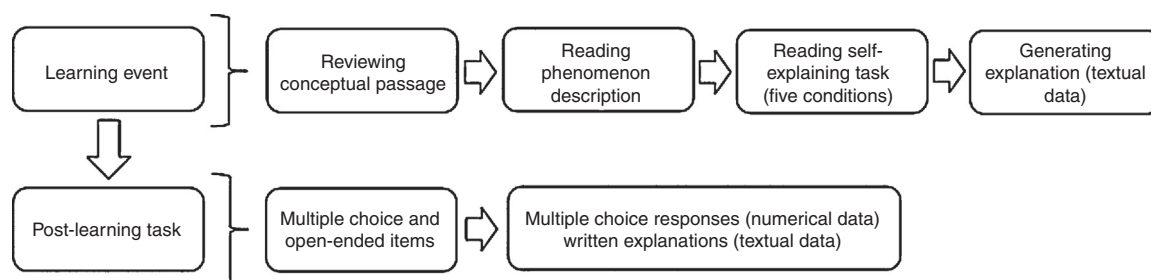 Learning event
Reviewing
conceptual passage
Reading
phenomenon
description
Reading self-
explaining task
(five conditions)
Generating
explanation (textual
data)
Post-learning task
Multiple choice and
open-ended items
Multiple choice responses (numerical data)
written explanations (textual data)